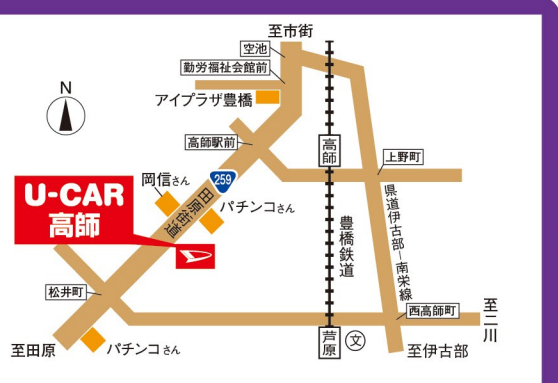 至市街
空池
勤労福祉会館前
アイプラザ豊橋
N
高師駅前
高師
上野町
259
岡信さん
田原街道
パチンコさん
U-CAR
高師
豊橋鉄道
県道伊古部―南栄線
松井町
西高師町
至二川
芦原
文
至田原
パチンコさん
至伊古部